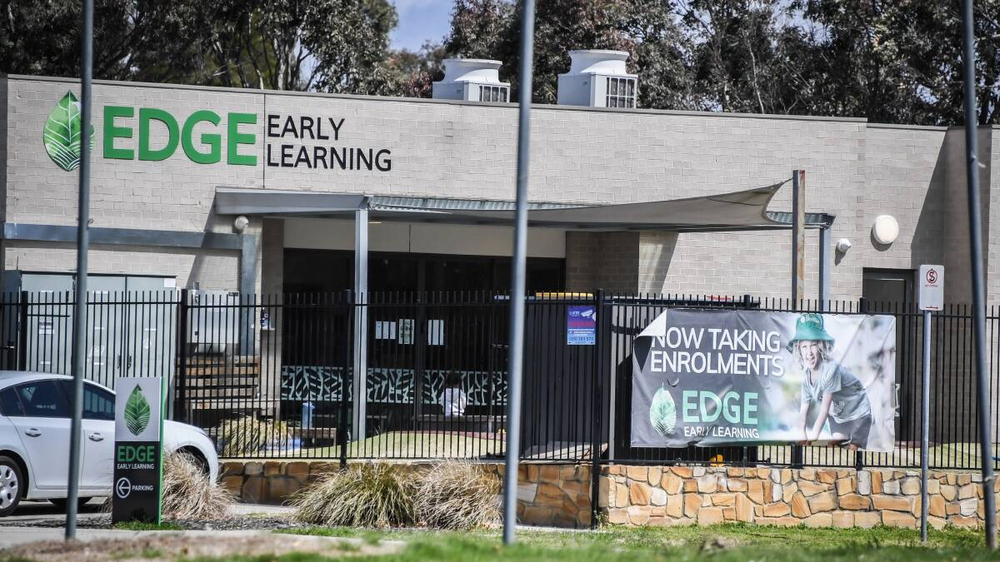 EDGE
EARLY
LEARNING
NOW TAKING
ENROLMENTS
EDGE
EARLY LEARNING
EDGE
EARLY LEARNING
PARKING